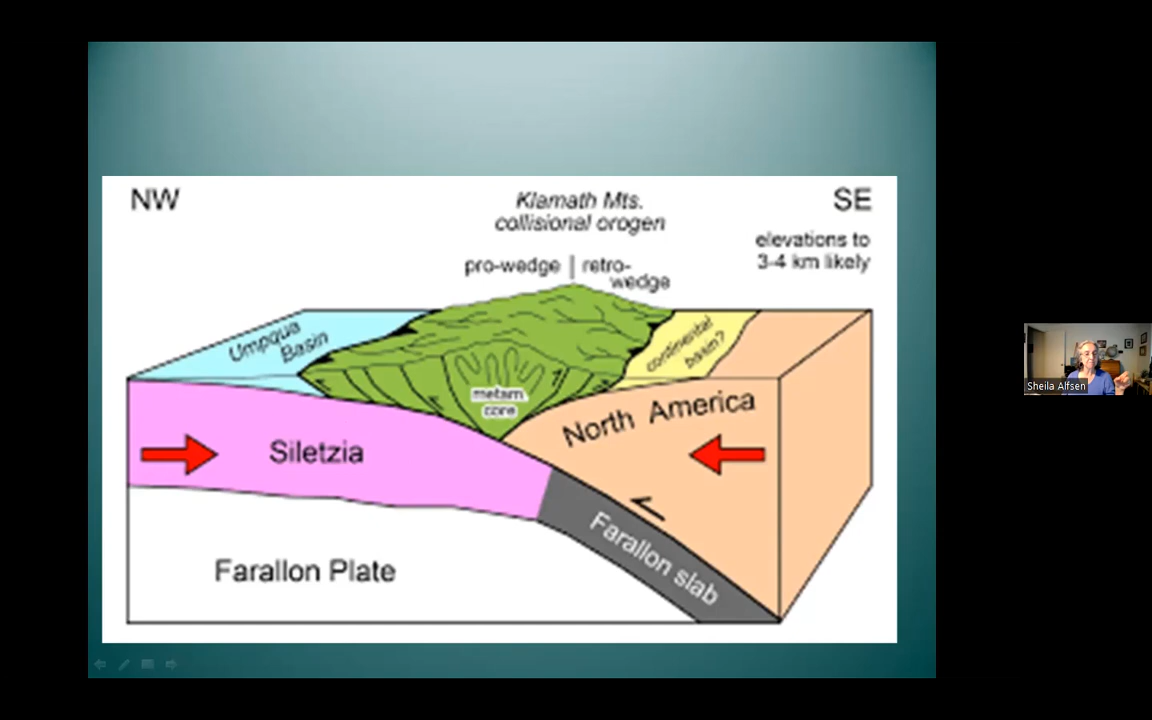 NW
SE
Klamath Mts.
collisional orogen
elevations to
3-4 km likely
pro-wedge | retro-
wedge
Umpqua
Basin
continental
basin?
metam.
core
North America
Siletzia
Sheila Alfsen
Farallon slab
Farallon Plate